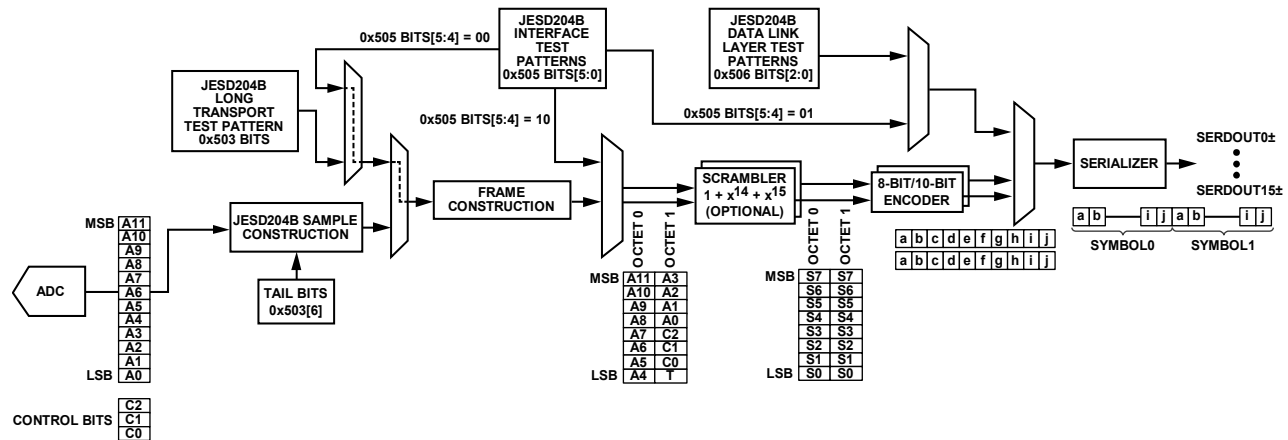 JESD204B
INTERFACE
TEST
PATTERNS
0x505 BITS[5:0]
JESD204B
DATA LINK
LAYER TEST
PATTERNS
0x506 BITS[2:0]
0x505 BITS[5:4] = 00
JESD204B
LONG
TRANSPORT
TEST PATTERN
0x503 BITS
0x505 BITS[5:4] = 10
0x505 BITS[5:4] = 01
FRAME
CONSTRUCTION
SCRAMBLER
1 + x14 + x15
(OPTIONAL)
8-BIT/10-BIT
ENCODER
SERIALIZER
SERDOUT0±
SERDOUT15±
a b i j a b i j
SYMBOL0 SYMBOL1
JESD204B SAMPLE
CONSTRUCTION
TAIL BITS
0x503[6]
ADC
MSB A11
A10
A9
A8
A7
A6
A5
A4
A3
A2
A1
LSB A0
CONTROL BITS
C2
C1
C0
OCTET 0
OCTET 1
MSB A11 A3
A10 A2
A9 A1
A8 A0
A7 C2
A6 C1
A5 C0
LSB A4 T
OCTET 0
OCTET 1
MSB S7 S7
S6 S6
S5 S5
S4 S4
S3 S3
S2 S2
S1 S1
LSB S0 S0
a b c d e f g h i j
a b c d e f g h i j